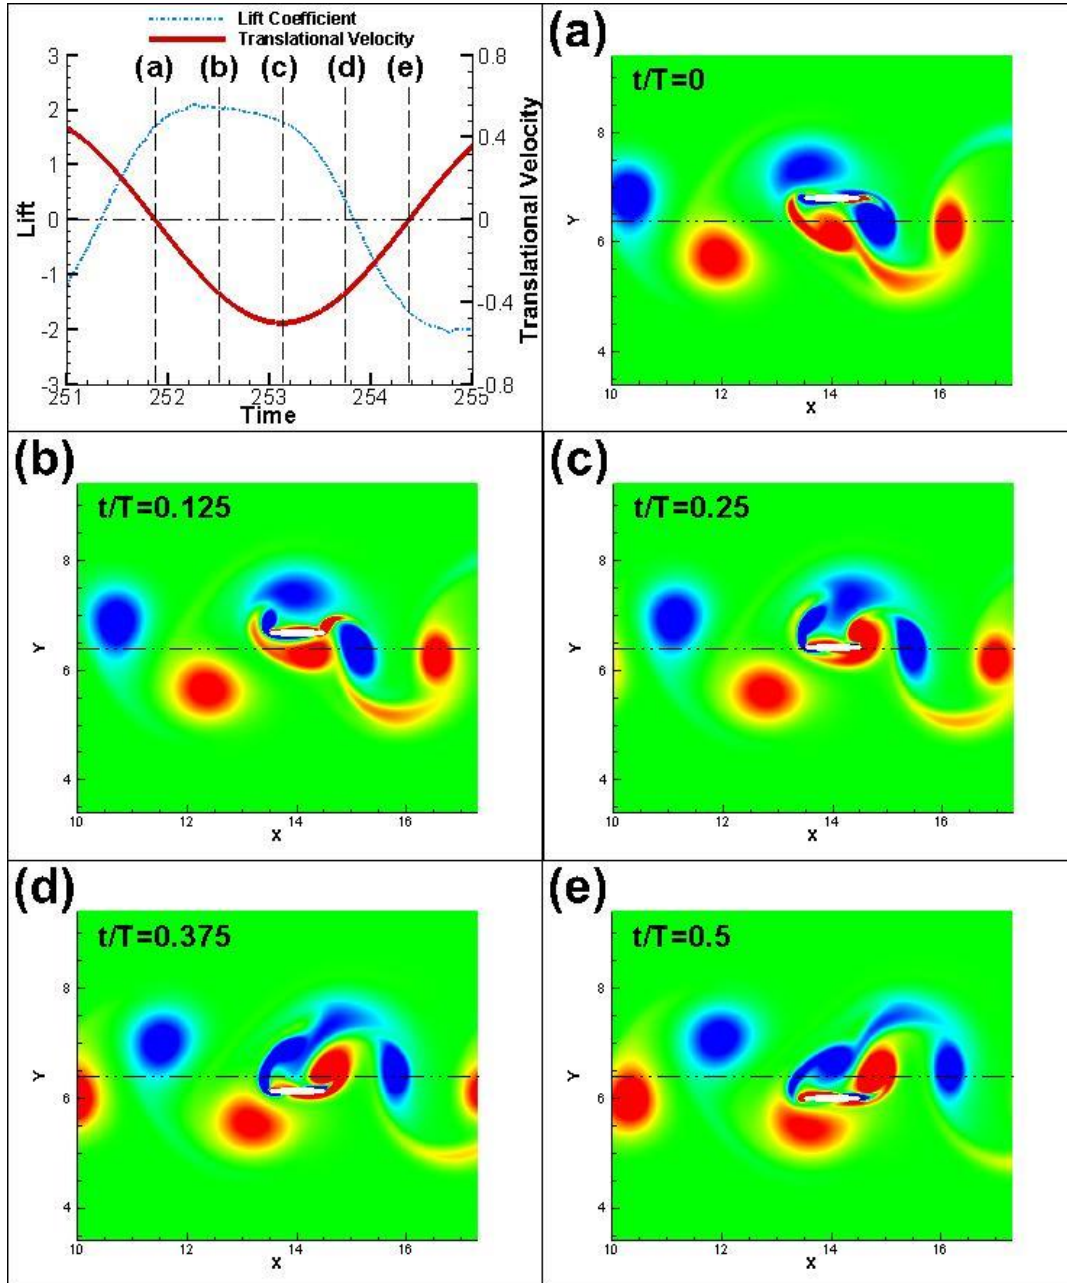 Lift Coefficient
Translational Velocity
(a) (b) (c) (d) (e)
3
2
1
0
-1
-2
-3
Lift
0.8
0.4
0
-0.4
-0.8
Translational Velocity
251 252 253 254 255
Time
(a)
t/T=0
8
6
4
Y
10 12 14 16
X
(b)
t/T=0.125
8
6
4
Y
10 12 14 16
X
(c)
t/T=0.25
8
6
4
Y
10 12 14 16
X
(d)
t/T=0.375
8
6
4
Y
10 12 14 16
X
(e)
t/T=0.5
8
6
4
Y
10 12 14 16
X